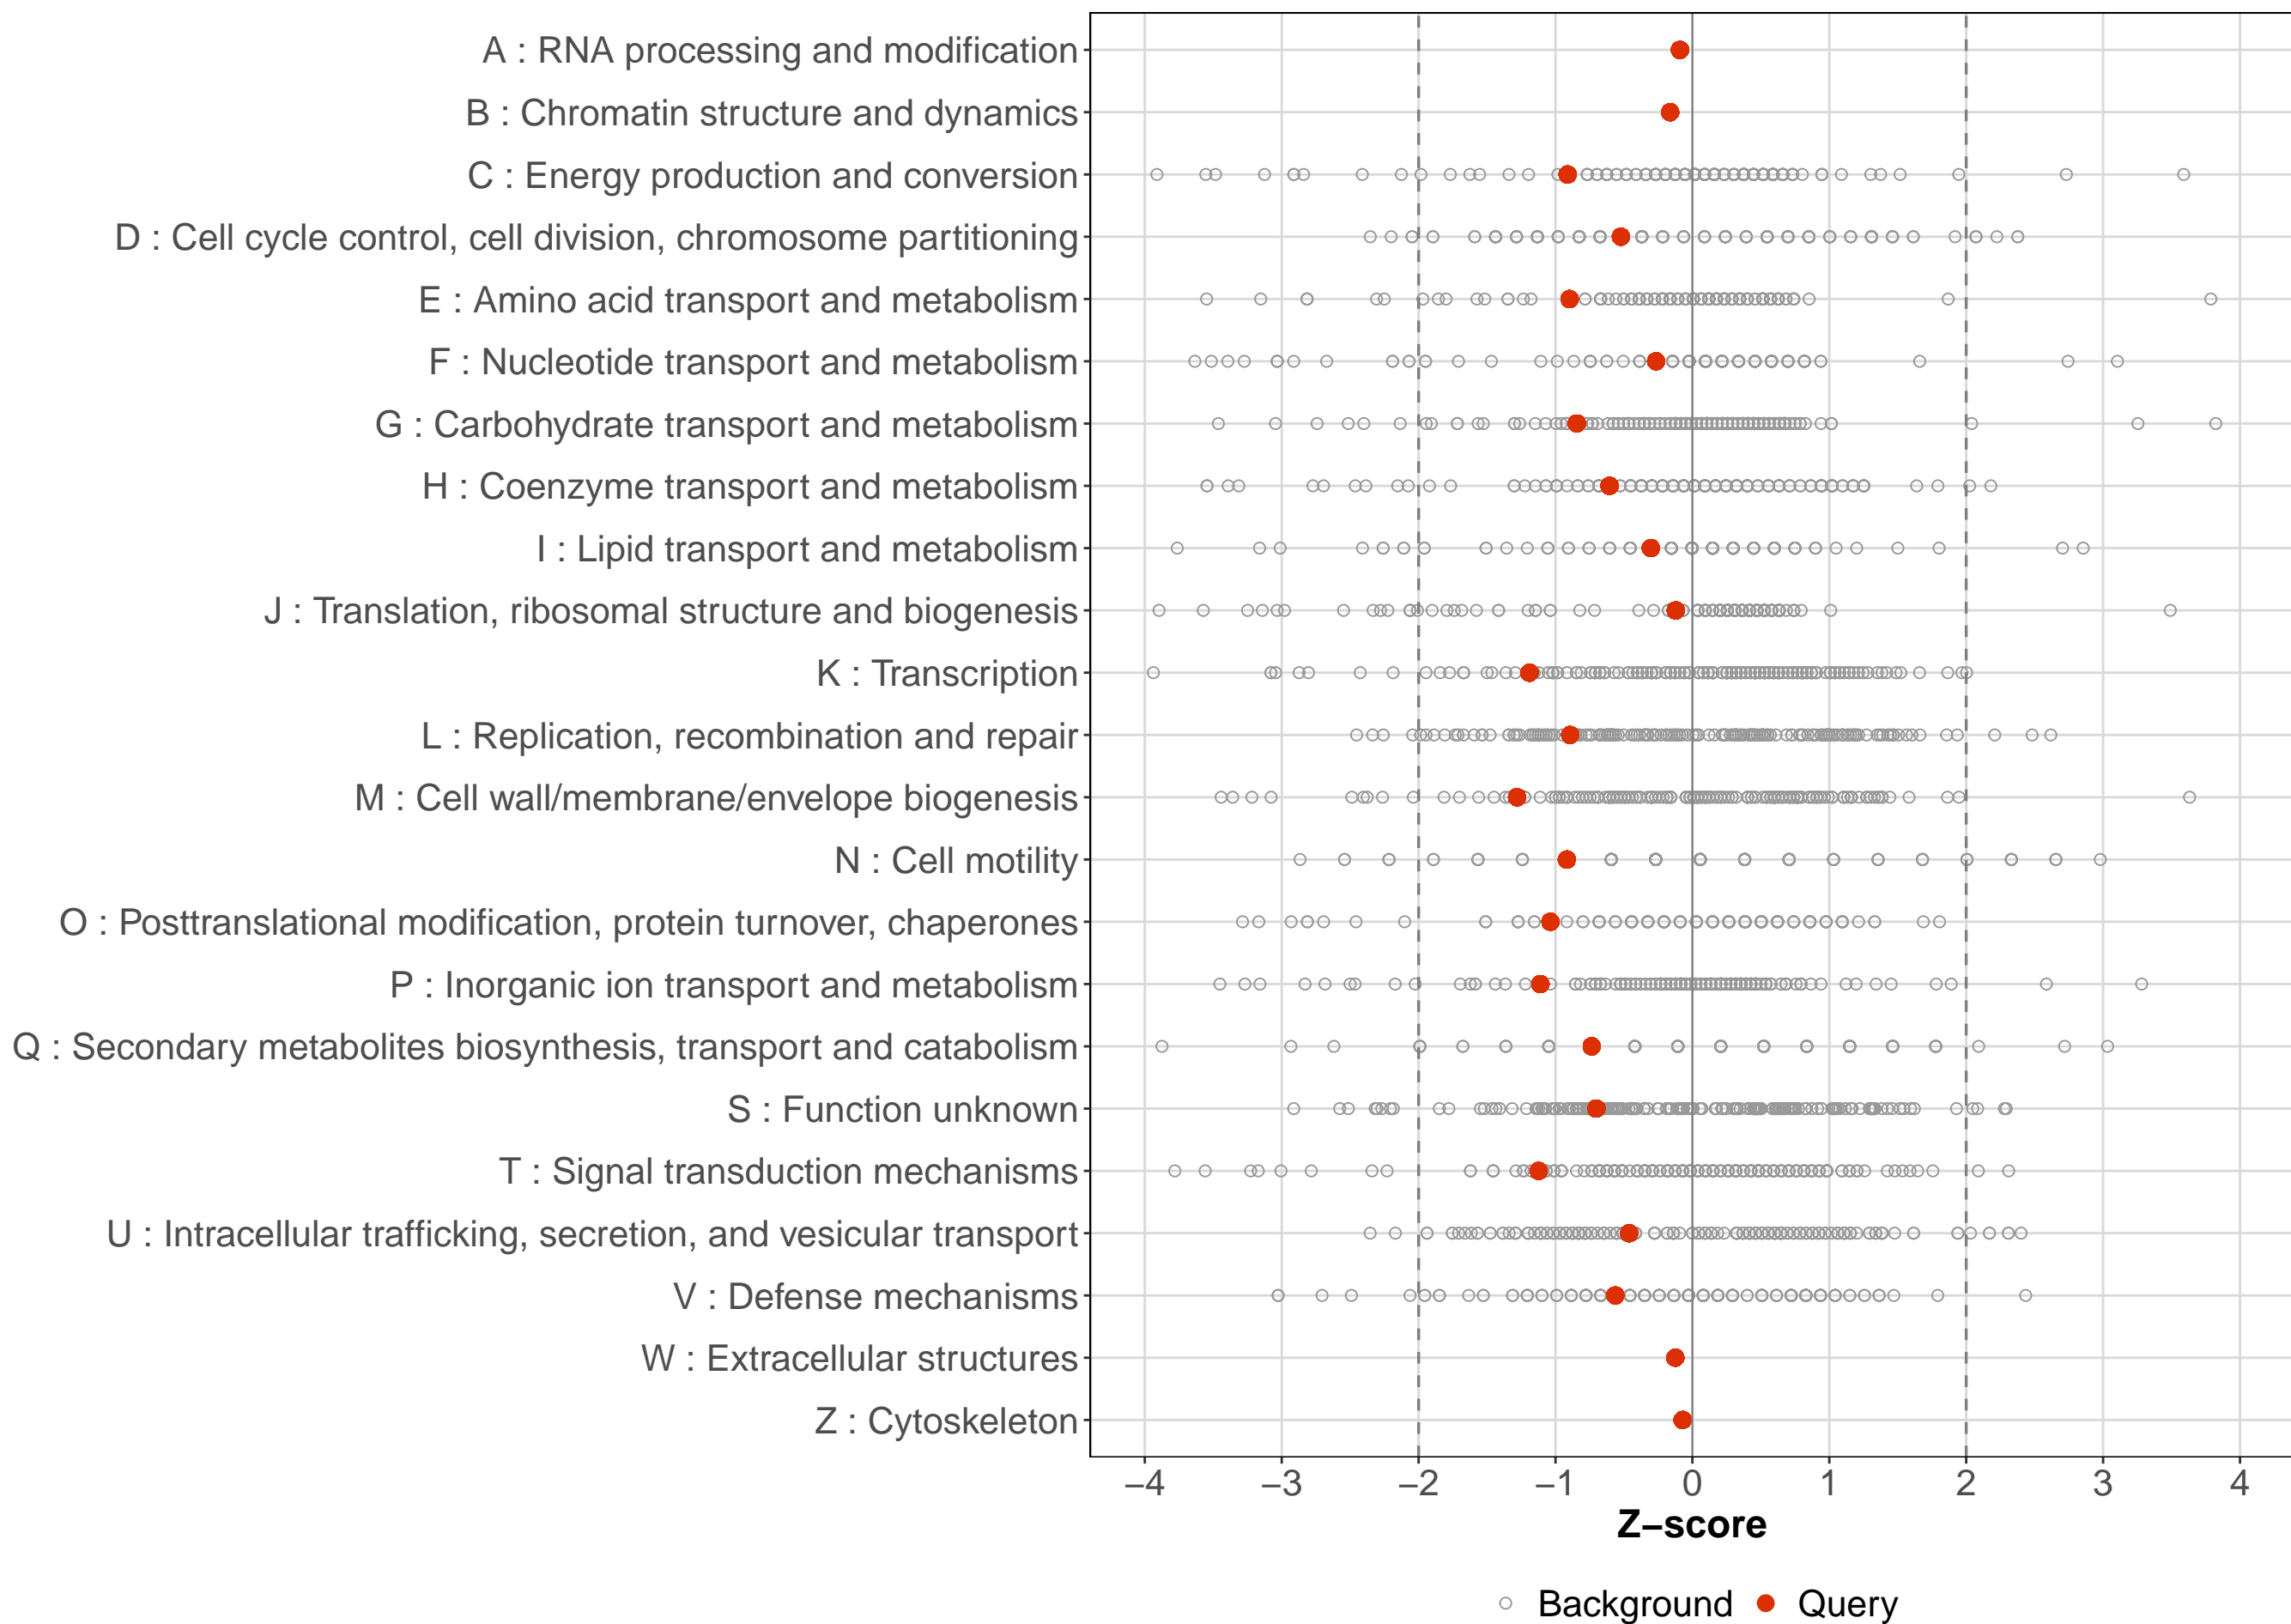 A : RNA processing and modification
B : Chromatin structure and dynamics
C : Energy production and conversion
D : Cell cycle control, cell division, chromosome partitioning
E : Amino acid transport and metabolism
F : Nucleotide transport and metabolism
G : Carbohydrate transport and metabolism
H : Coenzyme transport and metabolism
I : Lipid transport and metabolism
J : Translation, ribosomal structure and biogenesis
K : Transcription
L : Replication, recombination and repair
M : Cell wall/membrane/envelope biogenesis
N : Cell motility
O : Posttranslational modification, protein turnover, chaperones
P : Inorganic ion transport and metabolism
Q : Secondary metabolites biosynthesis, transport and catabolism
S : Function unknown
T : Signal transduction mechanisms
U : Intracellular trafficking, secretion, and vesicular transport
V : Defense mechanisms
W : Extracellular structures
Z : Cytoskeleton
−4 −3 −2 −1 0 1 2 3 4
Z−score
Background Query